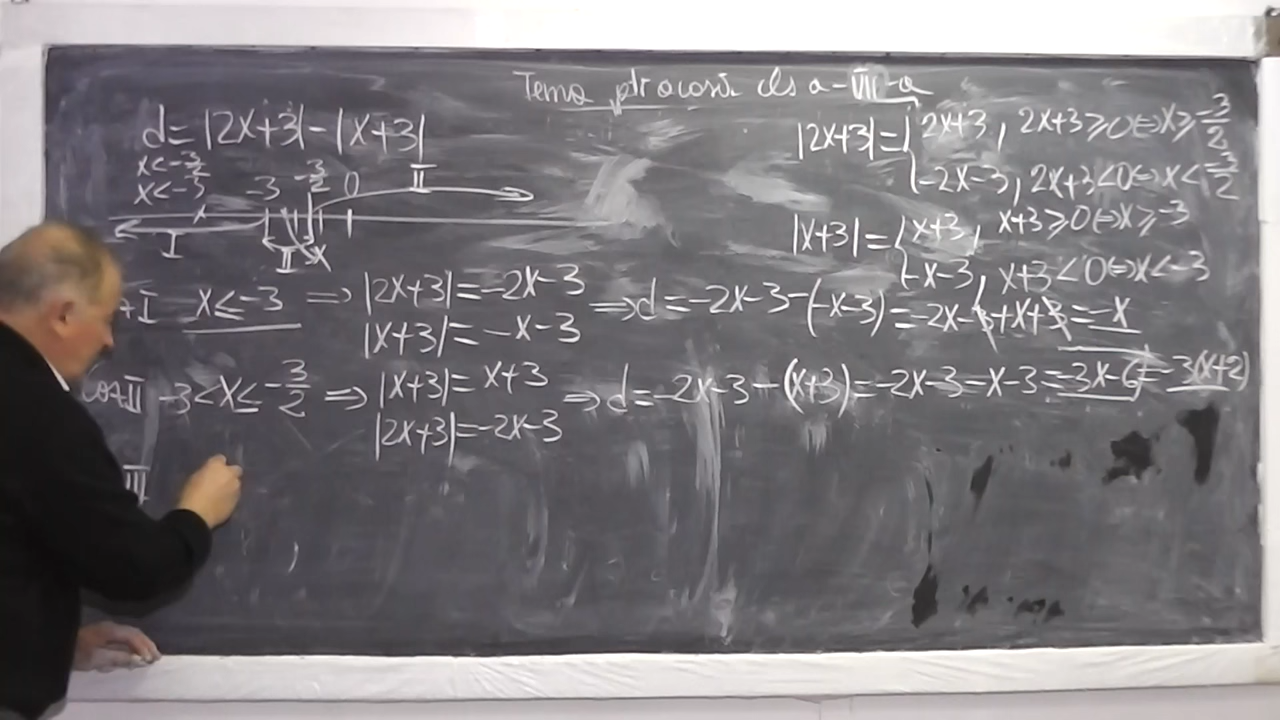 Tema pt acasă cls a-VII-a
d=|2x+3|-|x+3|
x<-3/2
x<-3
-3 -3/2 0 II
x
I II x
|2x+3|={2x+3, 2x+3≥0⇔x≥-3/2
-2x-3, 2x+3<0⇔x<-3/2
|x+3|={x+3, x+3≥0⇔x≥-3
-x-3, x+3<0⇔x<-3
I x≤-3 ⇒ |2x+3|=-2x-3 ⇒d=-2x-3-(-x-3)=-2x-3+x+3=-x
|x+3|=-x-3
caz II -3<x≤-3/2 ⇒ |x+3|=x+3 ⇒d=-2x-3-(x+3)=-2x-3-x-3=-3x-6=-3(x+2)
|2x+3|=-2x-3
III